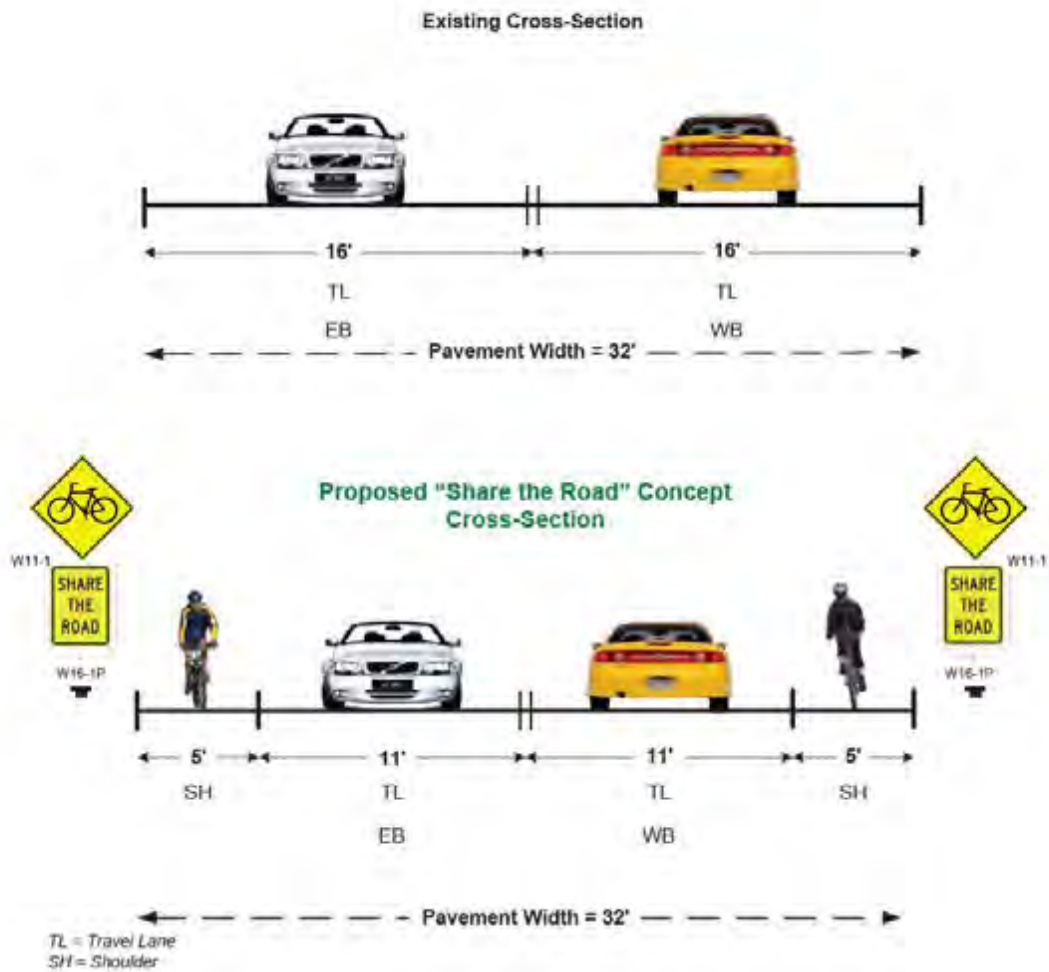 Existing Cross-Section
16' 16'
TL TL
EB WB
Pavement Width = 32'
Proposed "Share the Road" Concept
Cross-Section
W11-1 W11-1
SHARE
THE
ROAD
SHARE
THE
ROAD
W16-1P W16-1P
5' 11' 11' 5'
SH TL TL SH
EB WB
Pavement Width = 32'
TL = Travel Lane
SH = Shoulder